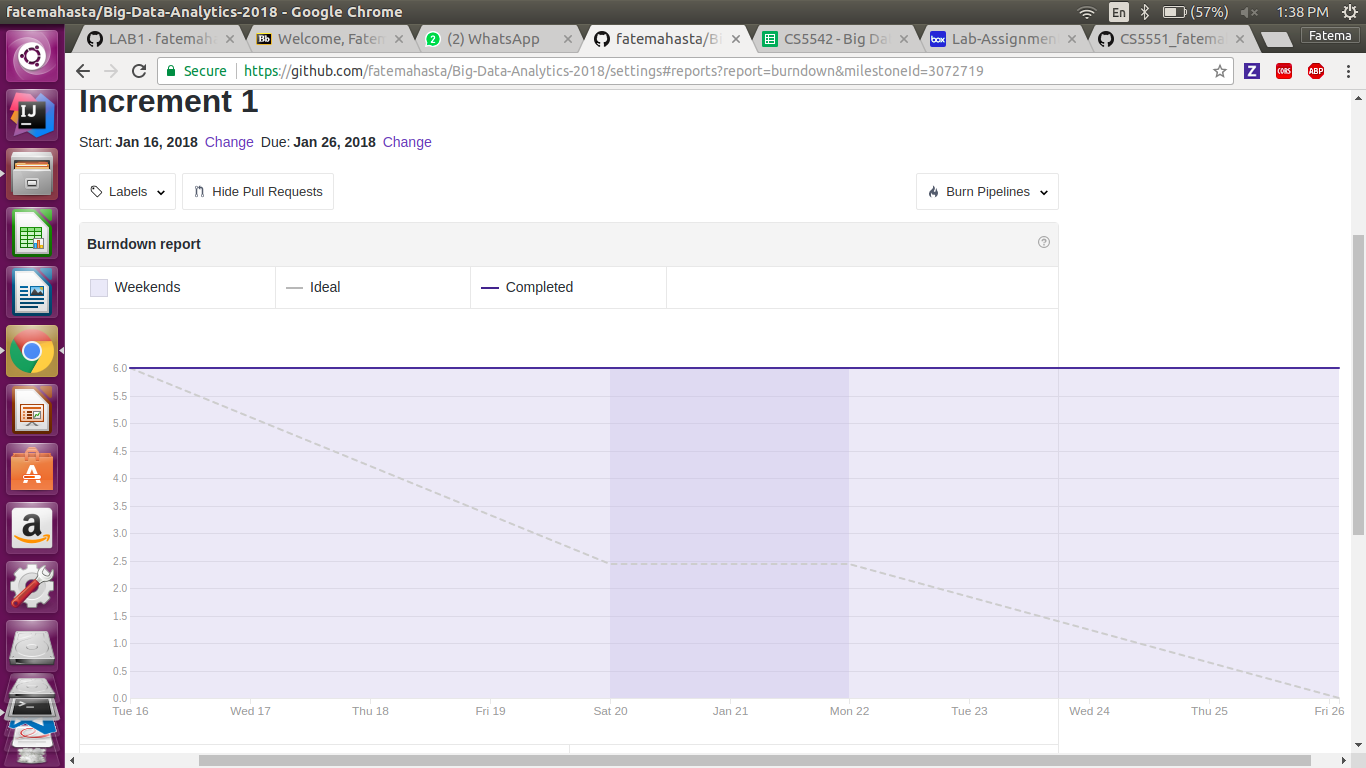 fatemahasta/Big-Data-Analytics-2018 - Google Chrome
En
(57%)
1:38 PM
LAB1 · fatemaha
Welcome, Fatem
(2) WhatsApp
fatemahasta/Bi
CS5542 - Big Da
Lab-Assignmen
CS5551_fatemah
Fatema
Secure
https://github.com/fatemahasta/Big-Data-Analytics-2018/settings#reports?report=burndown&milestoneId=3072719
Z
CORS
ABP
Increment 1
Start: Jan 16, 2018 Change Due: Jan 26, 2018 Change
Labels
Hide Pull Requests
Burn Pipelines
Burndown report
Weekends
Ideal
Completed
6.0
5.5
5.0
4.5
4.0
3.5
3.0
2.5
2.0
1.5
1.0
0.5
0.0
Tue 16
Wed 17
Thu 18
Fri 19
Sat 20
Jan 21
Mon 22
Tue 23
Wed 24
Thu 25
Fri 26